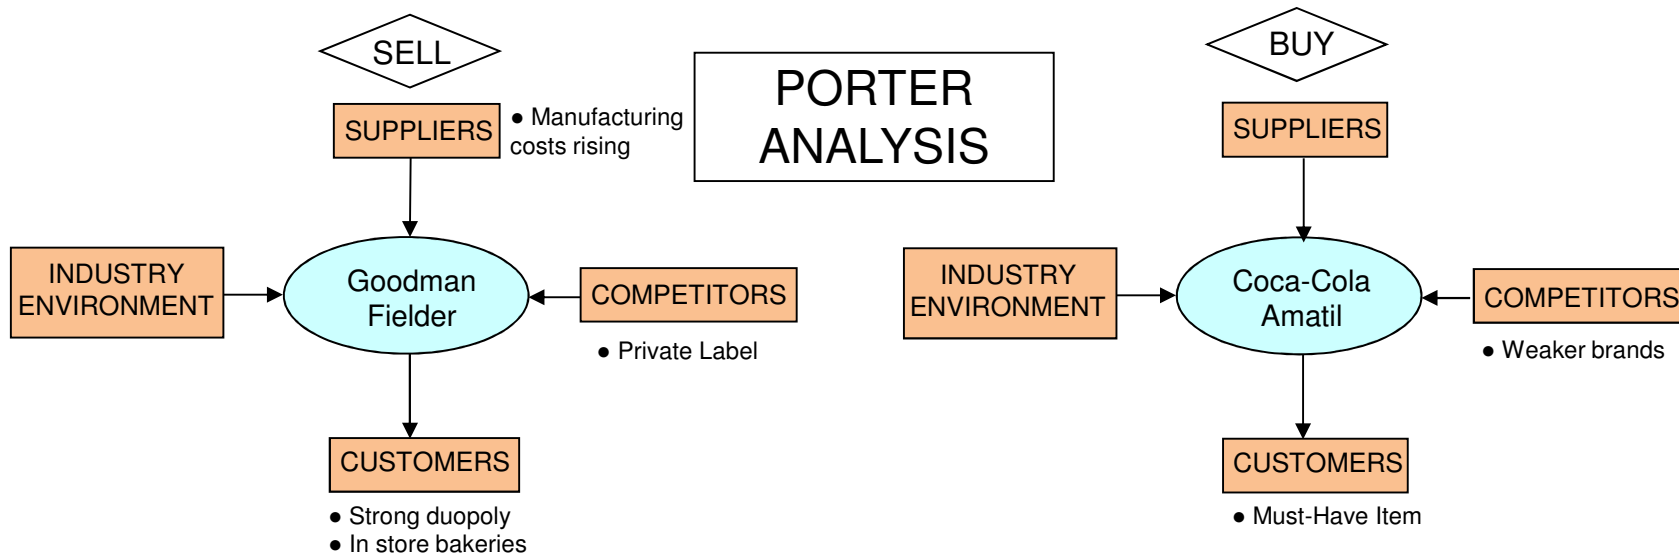 SELL
SUPPLIERS
● Manufacturing
costs rising
INDUSTRY
ENVIRONMENT
Goodman
Fielder
COMPETITORS
● Private Label
CUSTOMERS
● Strong duopoly
● In store bakeries
PORTER
ANALYSIS
BUY
SUPPLIERS
INDUSTRY
ENVIRONMENT
Coca-Cola
Amatil
COMPETITORS
● Weaker brands
CUSTOMERS
● Must-Have Item